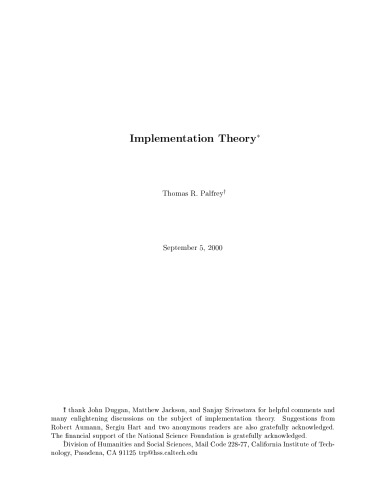 Implementation Theory*
Thomas R. Palfrey†
September 5, 2000
*I thank John Duggan, Matthew Jackson, and Sanjay Srivastava for helpful comments and
many enlightening discussions on the subject of implementation theory. Suggestions from
Robert Aumann, Sergiu Hart and two anonymous readers are also gratefully acknowledged.
The financial support of the National Science Foundation is gratefully acknowledged.
†Division of Humanities and Social Sciences, Mail Code 228-77, California Institute of Tech-
nology, Pasadena, CA 91125 trp@hss.caltech.edu